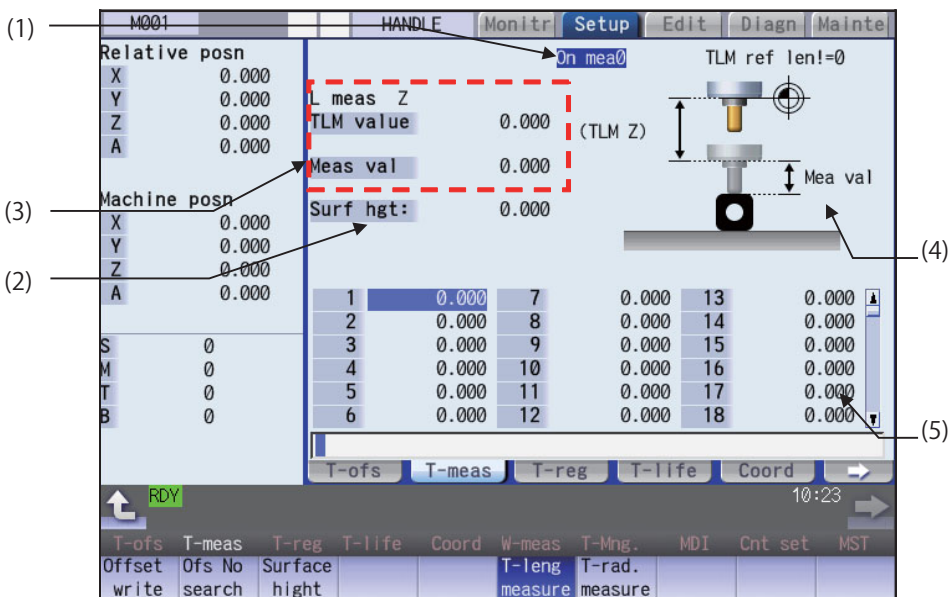 M001 HANDLE Monitr Setup Edit Diagn Mainte
(1)
Relative posn
X 0.000
Y 0.000
Z 0.000
A 0.000
Machine posn
X 0.000
Y 0.000
Z 0.000
A 0.000
(3)
(2)
S 0
M 0
T 0
B 0
On mea0
TLM ref len!=0
L meas Z
TLM value 0.000
(TLM Z)
Meas val 0.000
Mea val
Surf hgt: 0.000
(4)
1 0.000 7 0.000 13 0.000
2 0.000 8 0.000 14 0.000
3 0.000 9 0.000 15 0.000
4 0.000 10 0.000 16 0.000
5 0.000 11 0.000 17 0.000
6 0.000 12 0.000 18 0.000
(5)
T-ofs T-meas T-reg T-life Coord
RDY 10:23
T-ofs T-meas T-reg T-life Coord W-meas T-Mng. MDI Cnt set MST
Offset Ofs No Surface T-leng T-rad.
write search hight measure measure